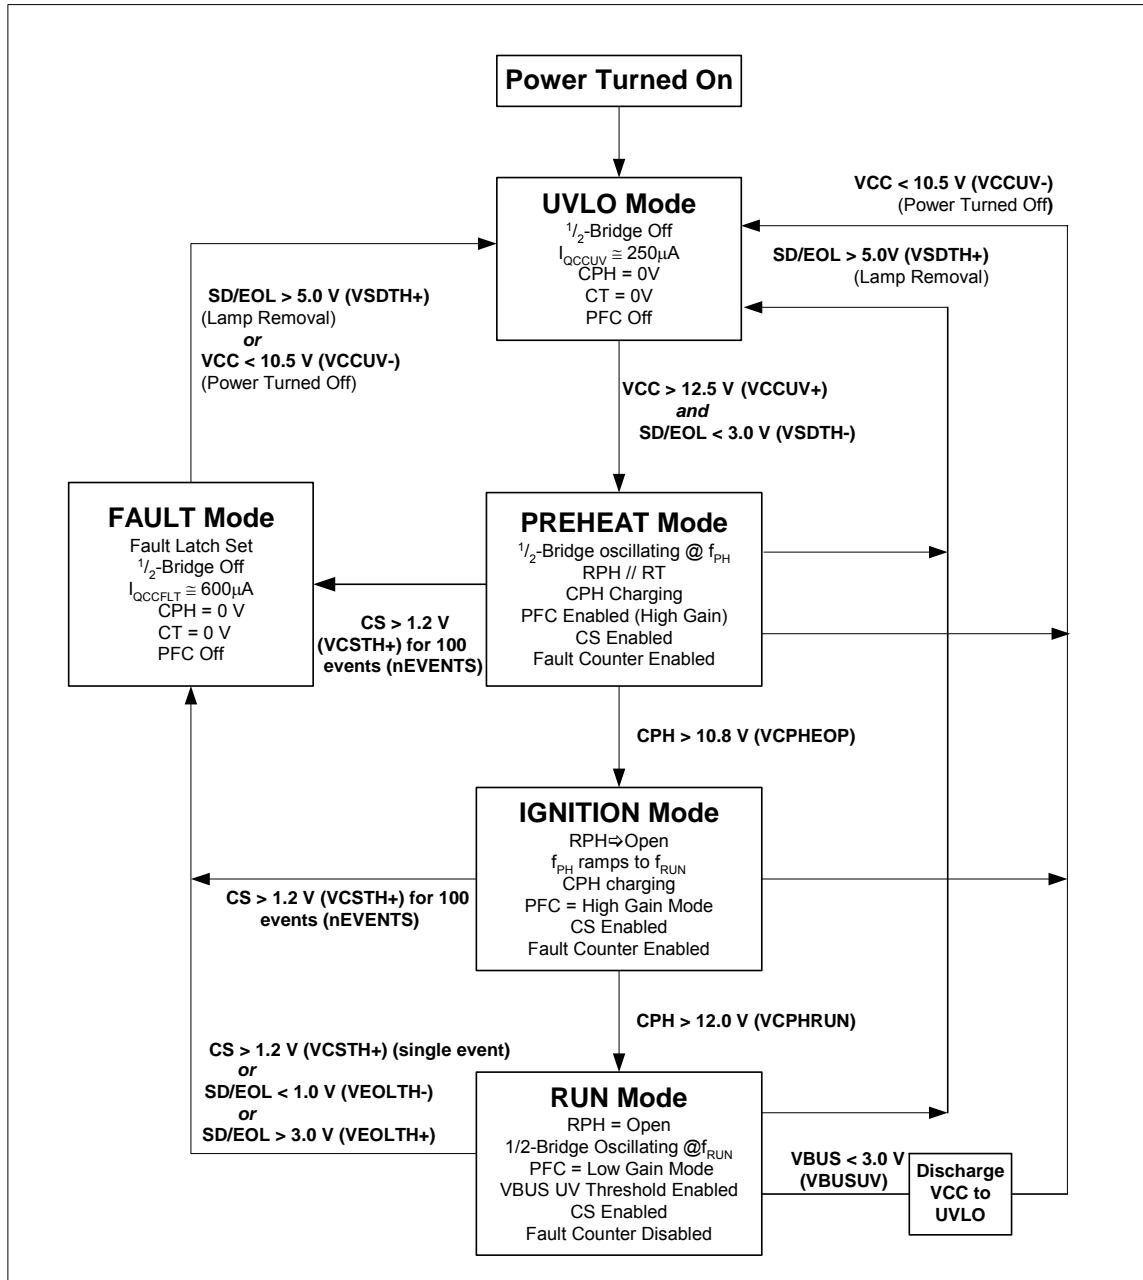 Power Turned On
UVLO Mode
1/2-Bridge Off
IQCCUV ≅ 250μA
CPH = 0V
CT = 0V
PFC Off
VCC < 10.5 V (VCCUV-)
(Power Turned Off)
SD/EOL > 5.0V (VSDTH+)
(Lamp Removal)
SD/EOL > 5.0 V (VSDTH+)
(Lamp Removal)
or
VCC < 10.5 V (VCCUV-)
(Power Turned Off)
VCC > 12.5 V (VCCUV+)
and
SD/EOL < 3.0 V (VSDTH-)
FAULT Mode
Fault Latch Set
1/2-Bridge Off
IQCCFLT ≅ 600μA
CPH = 0 V
CT = 0 V
PFC Off
PREHEAT Mode
1/2-Bridge oscillating @ fPH
RPH // RT
CPH Charging
PFC Enabled (High Gain)
CS Enabled
Fault Counter Enabled
CS > 1.2 V
(VCSTH+) for 100
events (nEVENTS)
CPH > 10.8 V (VCPHEOP)
IGNITION Mode
RPH⇨Open
fPH ramps to fRUN
CPH charging
PFC = High Gain Mode
CS Enabled
Fault Counter Enabled
CS > 1.2 V (VCSTH+) for 100
events (nEVENTS)
CPH > 12.0 V (VCPHRUN)
CS > 1.2 V (VCSTH+) (single event)
or
SD/EOL < 1.0 V (VEOLTH-)
or
SD/EOL > 3.0 V (VEOLTH+)
RUN Mode
RPH = Open
1/2-Bridge Oscillating @fRUN
PFC = Low Gain Mode
VBUS UV Threshold Enabled
CS Enabled
Fault Counter Disabled
VBUS < 3.0 V
(VBUSUV)
Discharge
VCC to
UVLO